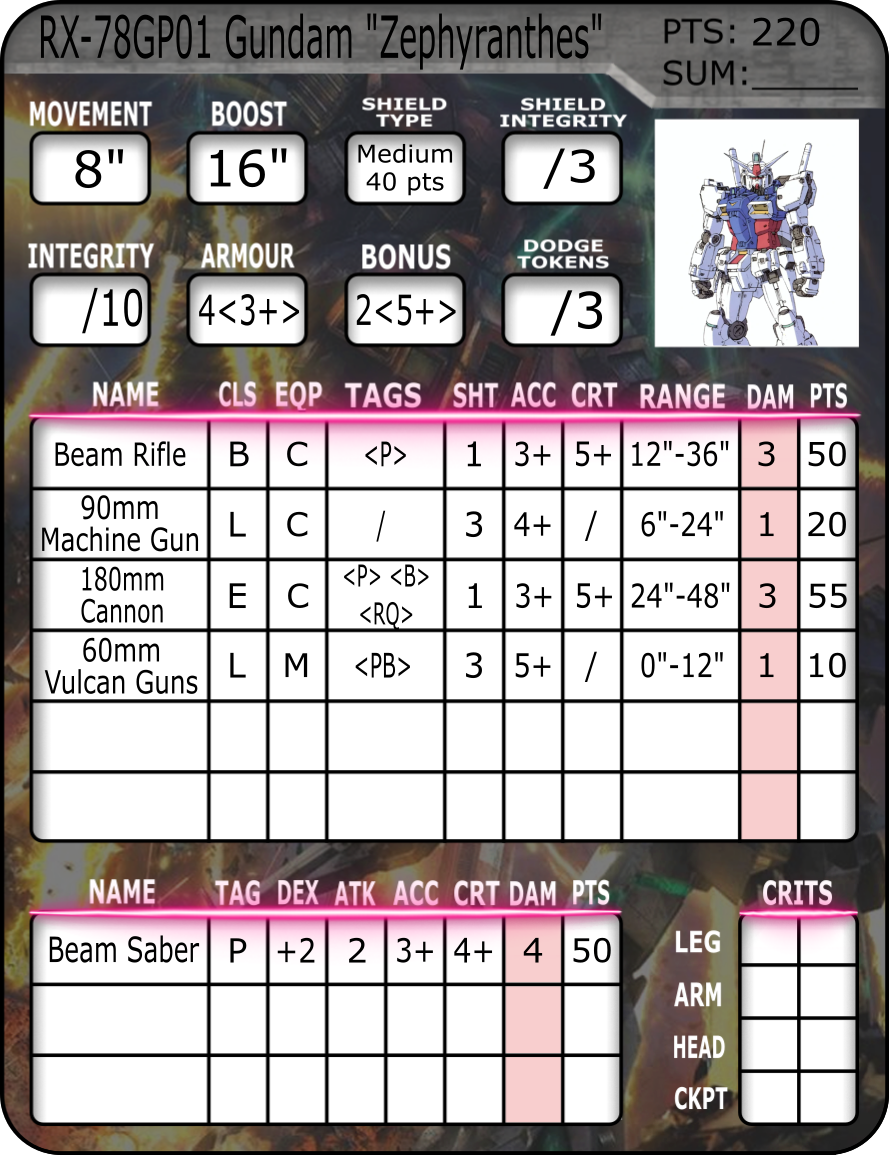 RX-78GP01 Gundam "Zephyranthes"
PTS: 220
SUM:______
MOVEMENT BOOST SHIELD TYPE SHIELD INTEGRITY
8" 16" Medium 40 pts /3
INTEGRITY ARMOUR BONUS DODGE TOKENS
/10 4<3+> 2<5+> /3
NAME CLS EQP TAGS SHT ACC CRT RANGE DAM PTS
Beam Rifle B C <P> 1 3+ 5+ 12"-36" 3 50
90mm Machine Gun L C / 3 4+ / 6"-24" 1 20
180mm Cannon E C <P> <B> <RQ> 1 3+ 5+ 24"-48" 3 55
60mm Vulcan Guns L M <PB> 3 5+ / 0"-12" 1 10
NAME TAG DEX ATK ACC CRT DAM PTS
Beam Saber P +2 2 3+ 4+ 4 50
CRITS
LEG
ARM
HEAD
CKPT